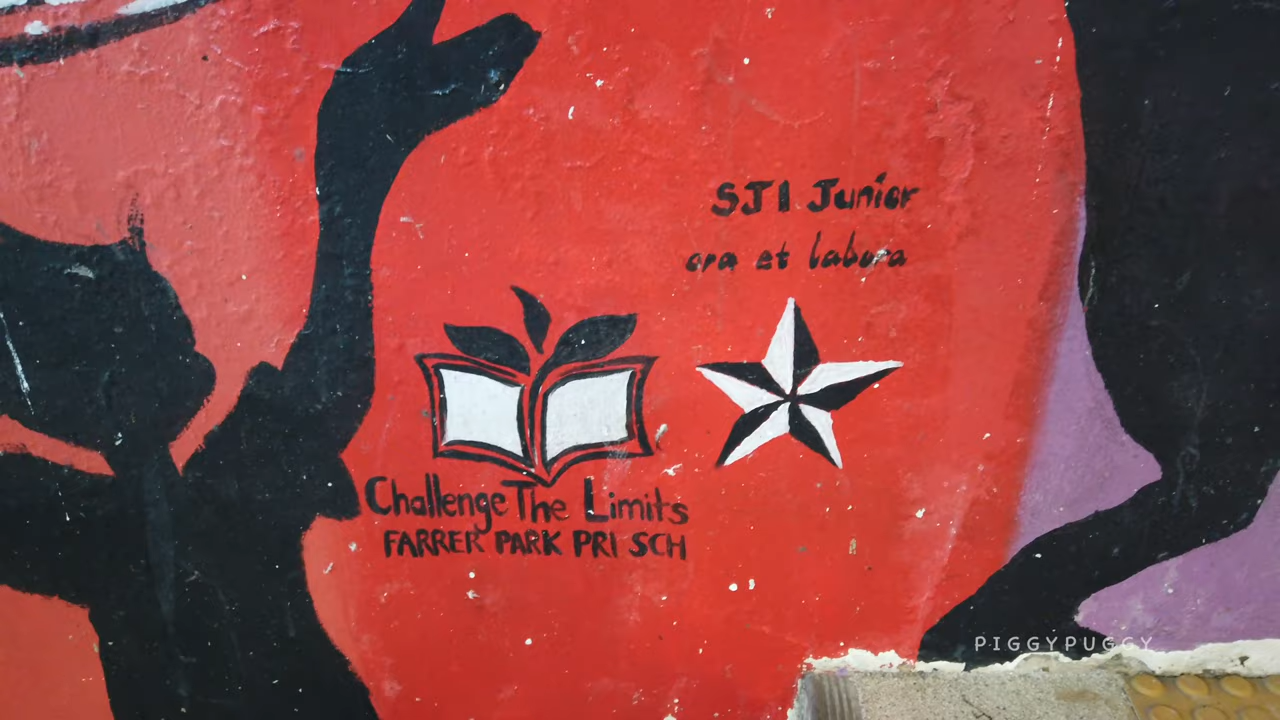 SJI Junior
ora et labora
Challenge The Limits
FARRER PARK PRI SCH
PIGGYPUGGY